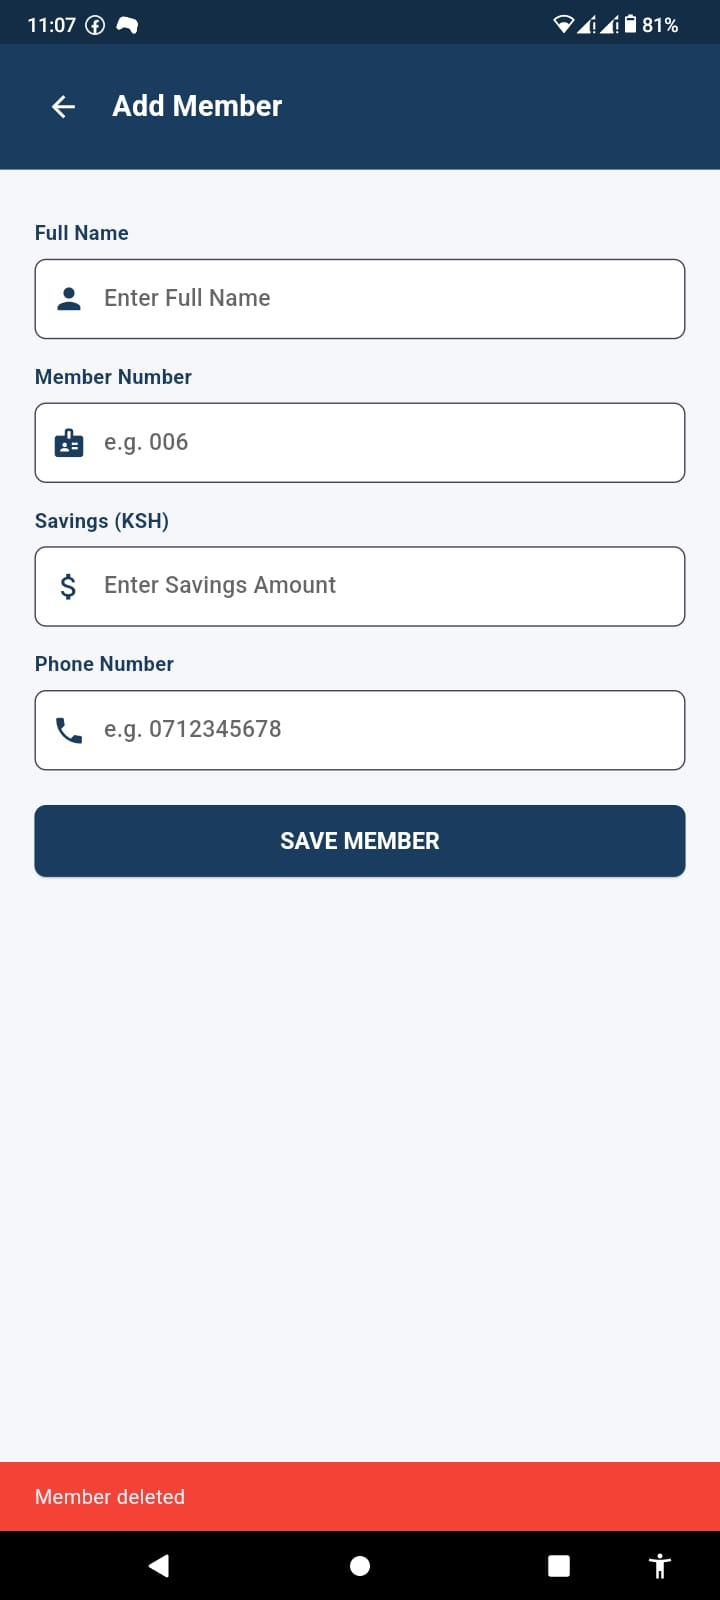 11:07 81%
Add Member
Full Name
Enter Full Name
Member Number
e.g. 006
Savings (KSH)
$ Enter Savings Amount
Phone Number
e.g. 0712345678
SAVE MEMBER
Member deleted